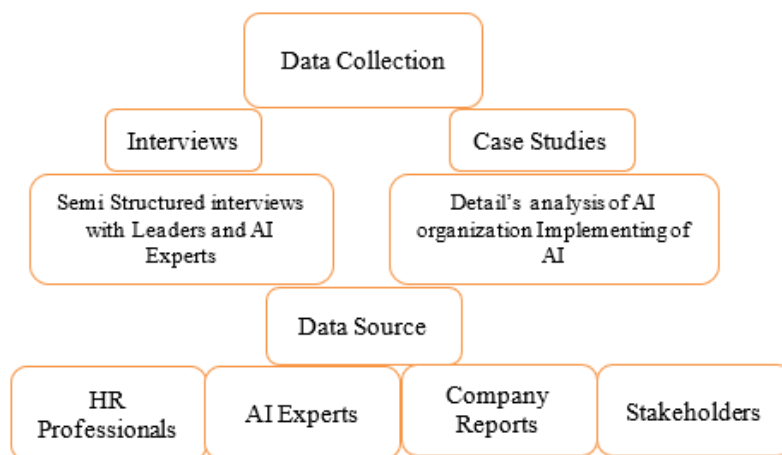 Data Collection
Interviews
Case Studies
Semi Structured interviews
with Leaders and AI
Experts
Detail's analysis of AI
organization Implementing of
AI
Data Source
HR
Professionals
AI Experts
Company
Reports
Stakeholders